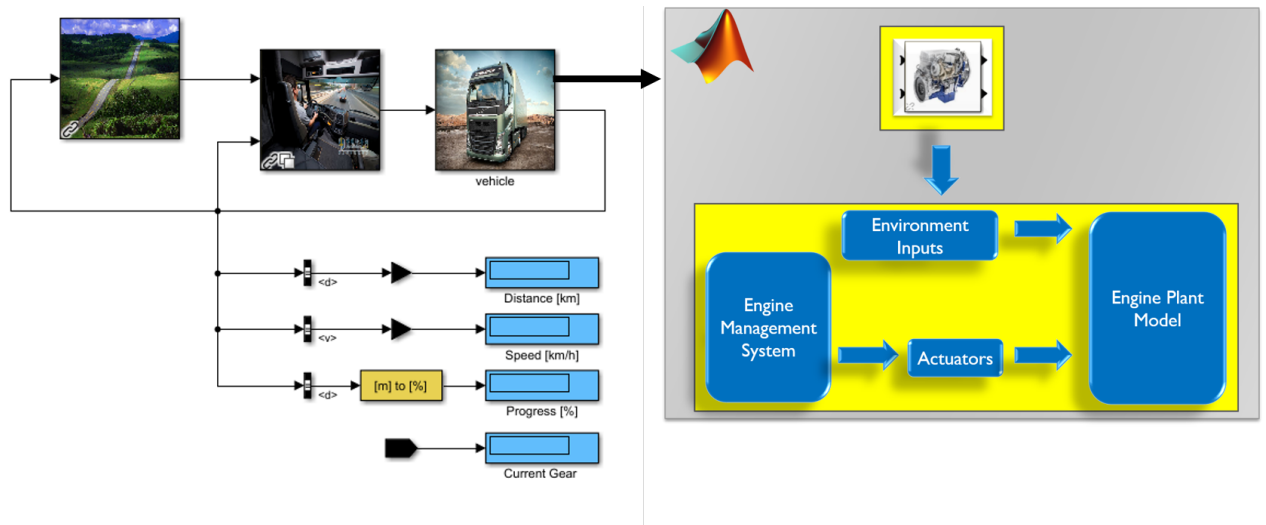 vehicle
<d>
Distance [km]
<v>
Speed [km/h]
[m] to [%]
<d>
Progress [%]
Current Gear
Environment
Inputs
Engine
Management
System
Actuators
Engine Plant
Model